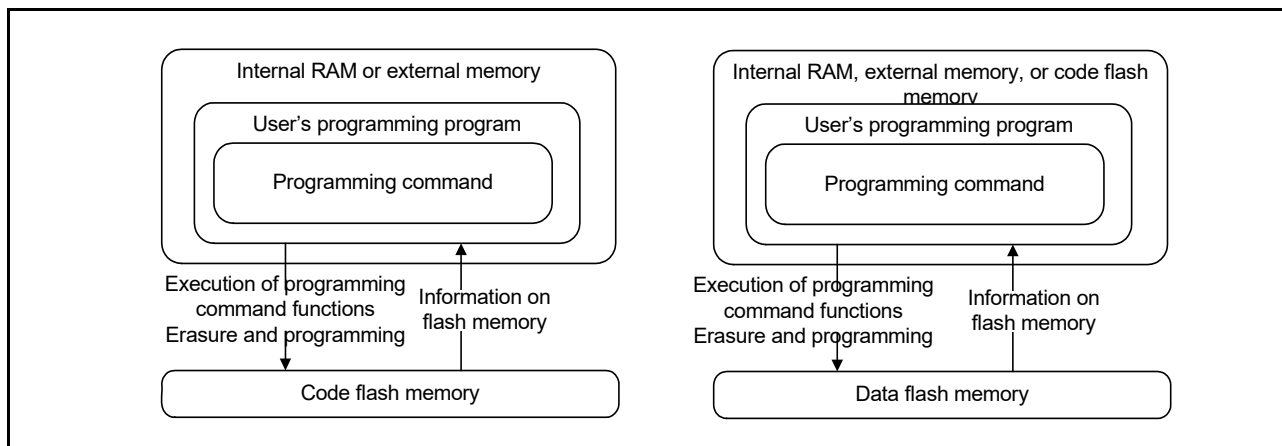 Internal RAM or external memory
User's programming program
Programming command
Execution of programming
command functions
Erasure and programming
Information on
flash memory
Code flash memory
Internal RAM, external memory, or code flash
memory
User's programming program
Programming command
Execution of programming
command functions
Erasure and programming
Information on
flash memory
Data flash memory